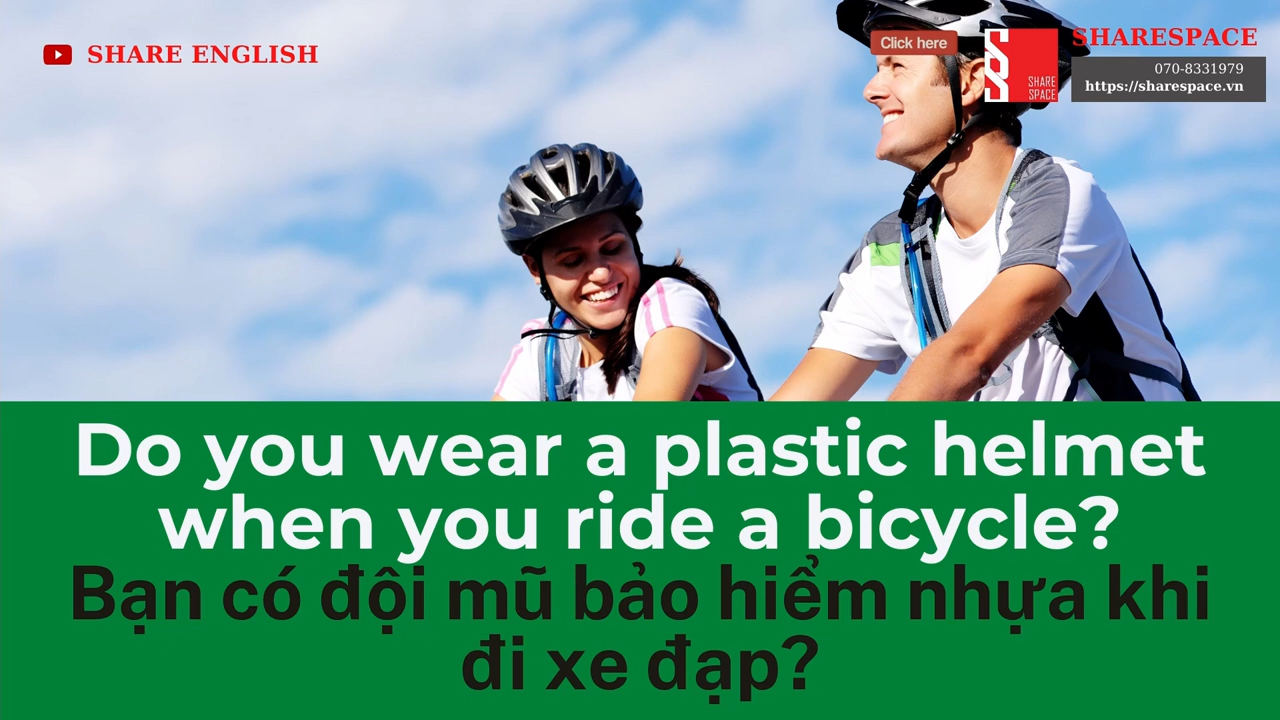 SHARE ENGLISH
Click here
SHARE
SPACE
SHARESPACE
070-8331979
https://sharespace.vn
Do you wear a plastic helmet
when you ride a bicycle?
Bạn có đội mũ bảo hiểm nhựa khi
đi xe đạp?